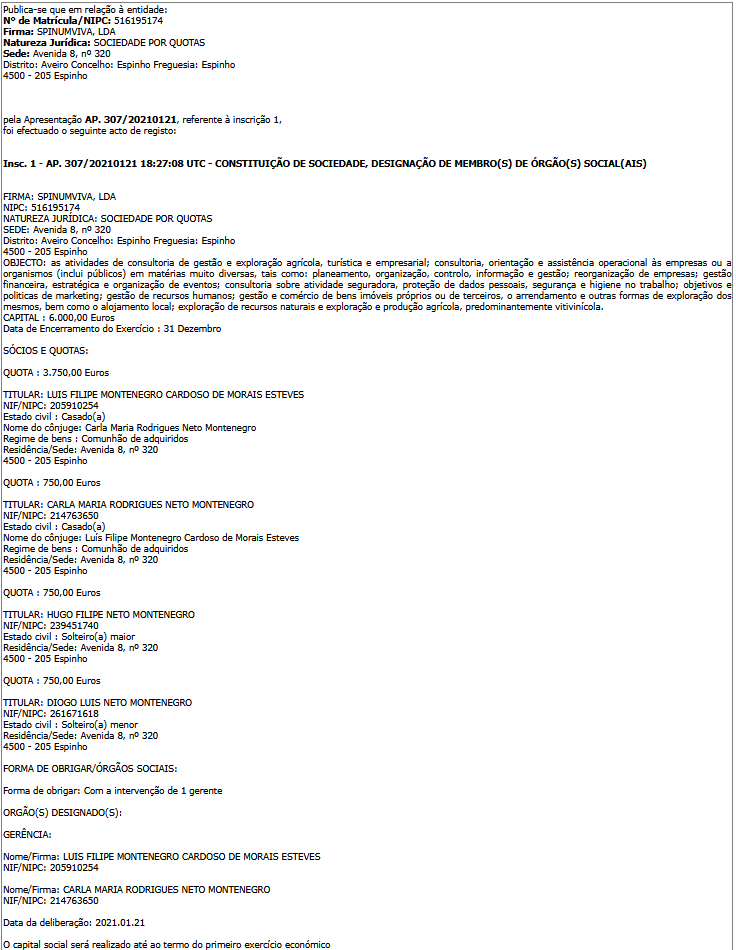 Publica-se que em relação à entidade:
Nº de Matrícula/NIPC: 516195174
Firma: SPINUMVIVA, LDA
Natureza Jurídica: SOCIEDADE POR QUOTAS
Sede: Avenida 8, nº 320
Distrito: Aveiro Concelho: Espinho Freguesia: Espinho
4500 - 205 Espinho
pela Apresentação AP. 307/20210121, referente à inscrição 1,
foi efectuado o seguinte acto de registo:
Insc. 1 - AP. 307/20210121 18:27:08 UTC - CONSTITUIÇÃO DE SOCIEDADE, DESIGNAÇÃO DE MEMBRO(S) DE ÓRGÃO(S) SOCIAL(AIS)
FIRMA: SPINUMVIVA, LDA
NIPC: 516195174
NATUREZA JURÍDICA: SOCIEDADE POR QUOTAS
SEDE: Avenida 8, nº 320
Distrito: Aveiro Concelho: Espinho Freguesia: Espinho
4500 - 205 Espinho
OBJECTO: as atividades de consultoria de gestão e exploração agrícola, turística e empresarial; consultoria, orientação e assistência operacional às empresas ou a
organismos (inclui públicos) em matérias muito diversas, tais como: planeamento, organização, controlo, informação e gestão; reorganização de empresas; gestão
financeira, estratégica e organização de eventos; consultoria sobre atividade seguradora, proteção de dados pessoais, segurança e higiene no trabalho; objetivos e
politicas de marketing; gestão de recursos humanos; gestão e comércio de bens imóveis próprios ou de terceiros, o arrendamento e outras formas de exploração dos
mesmos, bem como o alojamento local; exploração de recursos naturais e exploração e produção agrícola, predominantemente vitivinícola.
CAPITAL : 6.000,00 Euros
Data de Encerramento do Exercício : 31 Dezembro
SÓCIOS E QUOTAS:
QUOTA : 3.750,00 Euros
TITULAR: LUIS FILIPE MONTENEGRO CARDOSO DE MORAIS ESTEVES
NIF/NIPC: 205910254
Estado civil : Casado(a)
Nome do cônjuge: Carla Maria Rodrigues Neto Montenegro
Regime de bens : Comunhão de adquiridos
Residência/Sede: Avenida 8, nº 320
4500 - 205 Espinho
QUOTA : 750,00 Euros
TITULAR: CARLA MARIA RODRIGUES NETO MONTENEGRO
NIF/NIPC: 214763650
Estado civil : Casado(a)
Nome do cônjuge: Luís Filipe Montenegro Cardoso de Morais Esteves
Regime de bens : Comunhão de adquiridos
Residência/Sede: Avenida 8, nº 320
4500 - 205 Espinho
QUOTA : 750,00 Euros
TITULAR: HUGO FILIPE NETO MONTENEGRO
NIF/NIPC: 239451740
Estado civil : Solteiro(a) maior
Residência/Sede: Avenida 8, nº 320
4500 - 205 Espinho
QUOTA : 750,00 Euros
TITULAR: DIOGO LUIS NETO MONTENEGRO
NIF/NIPC: 261671618
Estado civil : Solteiro(a) menor
Residência/Sede: Avenida 8, nº 320
4500 - 205 Espinho
FORMA DE OBRIGAR/ÓRGÃOS SOCIAIS:
Forma de obrigar: Com a intervenção de 1 gerente
ORGÃO(S) DESIGNADO(S):
GERÊNCIA:
Nome/Firma: LUIS FILIPE MONTENEGRO CARDOSO DE MORAIS ESTEVES
NIF/NIPC: 205910254
Nome/Firma: CARLA MARIA RODRIGUES NETO MONTENEGRO
NIF/NIPC: 214763650
Data da deliberação: 2021.01.21
O capital social será realizado até ao termo do primeiro exercício económico